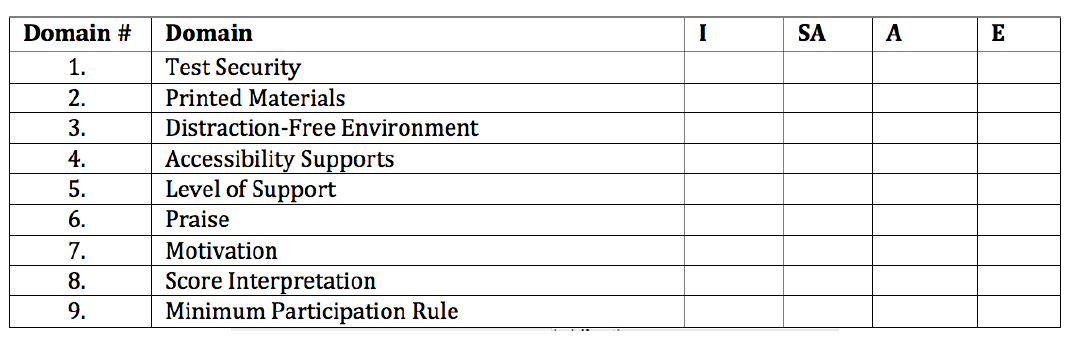 Domain # Domain I SA A E
1. Test Security
2. Printed Materials
3. Distraction-Free Environment
4. Accessibility Supports
5. Level of Support
6. Praise
7. Motivation
8. Score Interpretation
9. Minimum Participation Rule